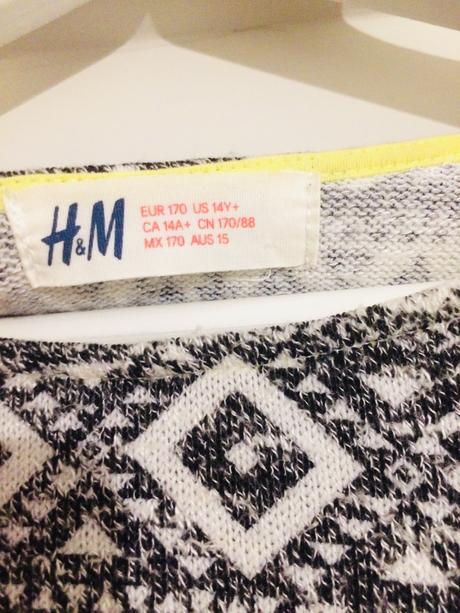 H&M
EUR 170 US 14Y+
CA 14A+ CN 170/88
MX 170 AUS 15